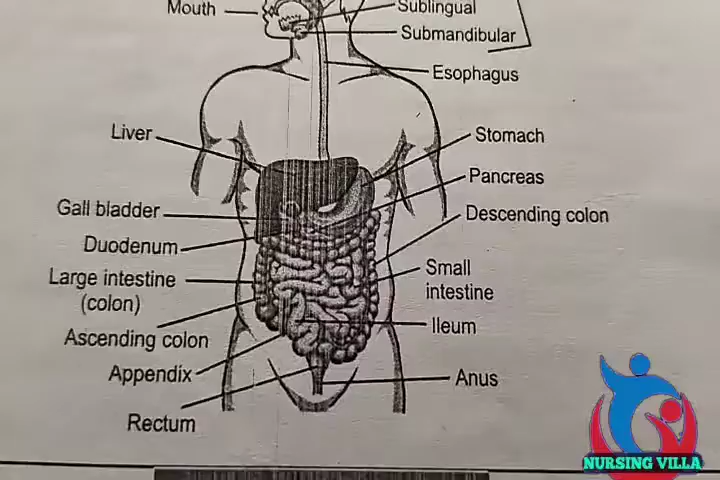 Mouth
Sublingual
Submandibular
Esophagus
Liver
Stomach
Pancreas
Gall bladder
Descending colon
Duodenum
Large intestine
(colon)
Small
intestine
Ascending colon
Ileum
Appendix
Anus
Rectum
NURSING VILLA